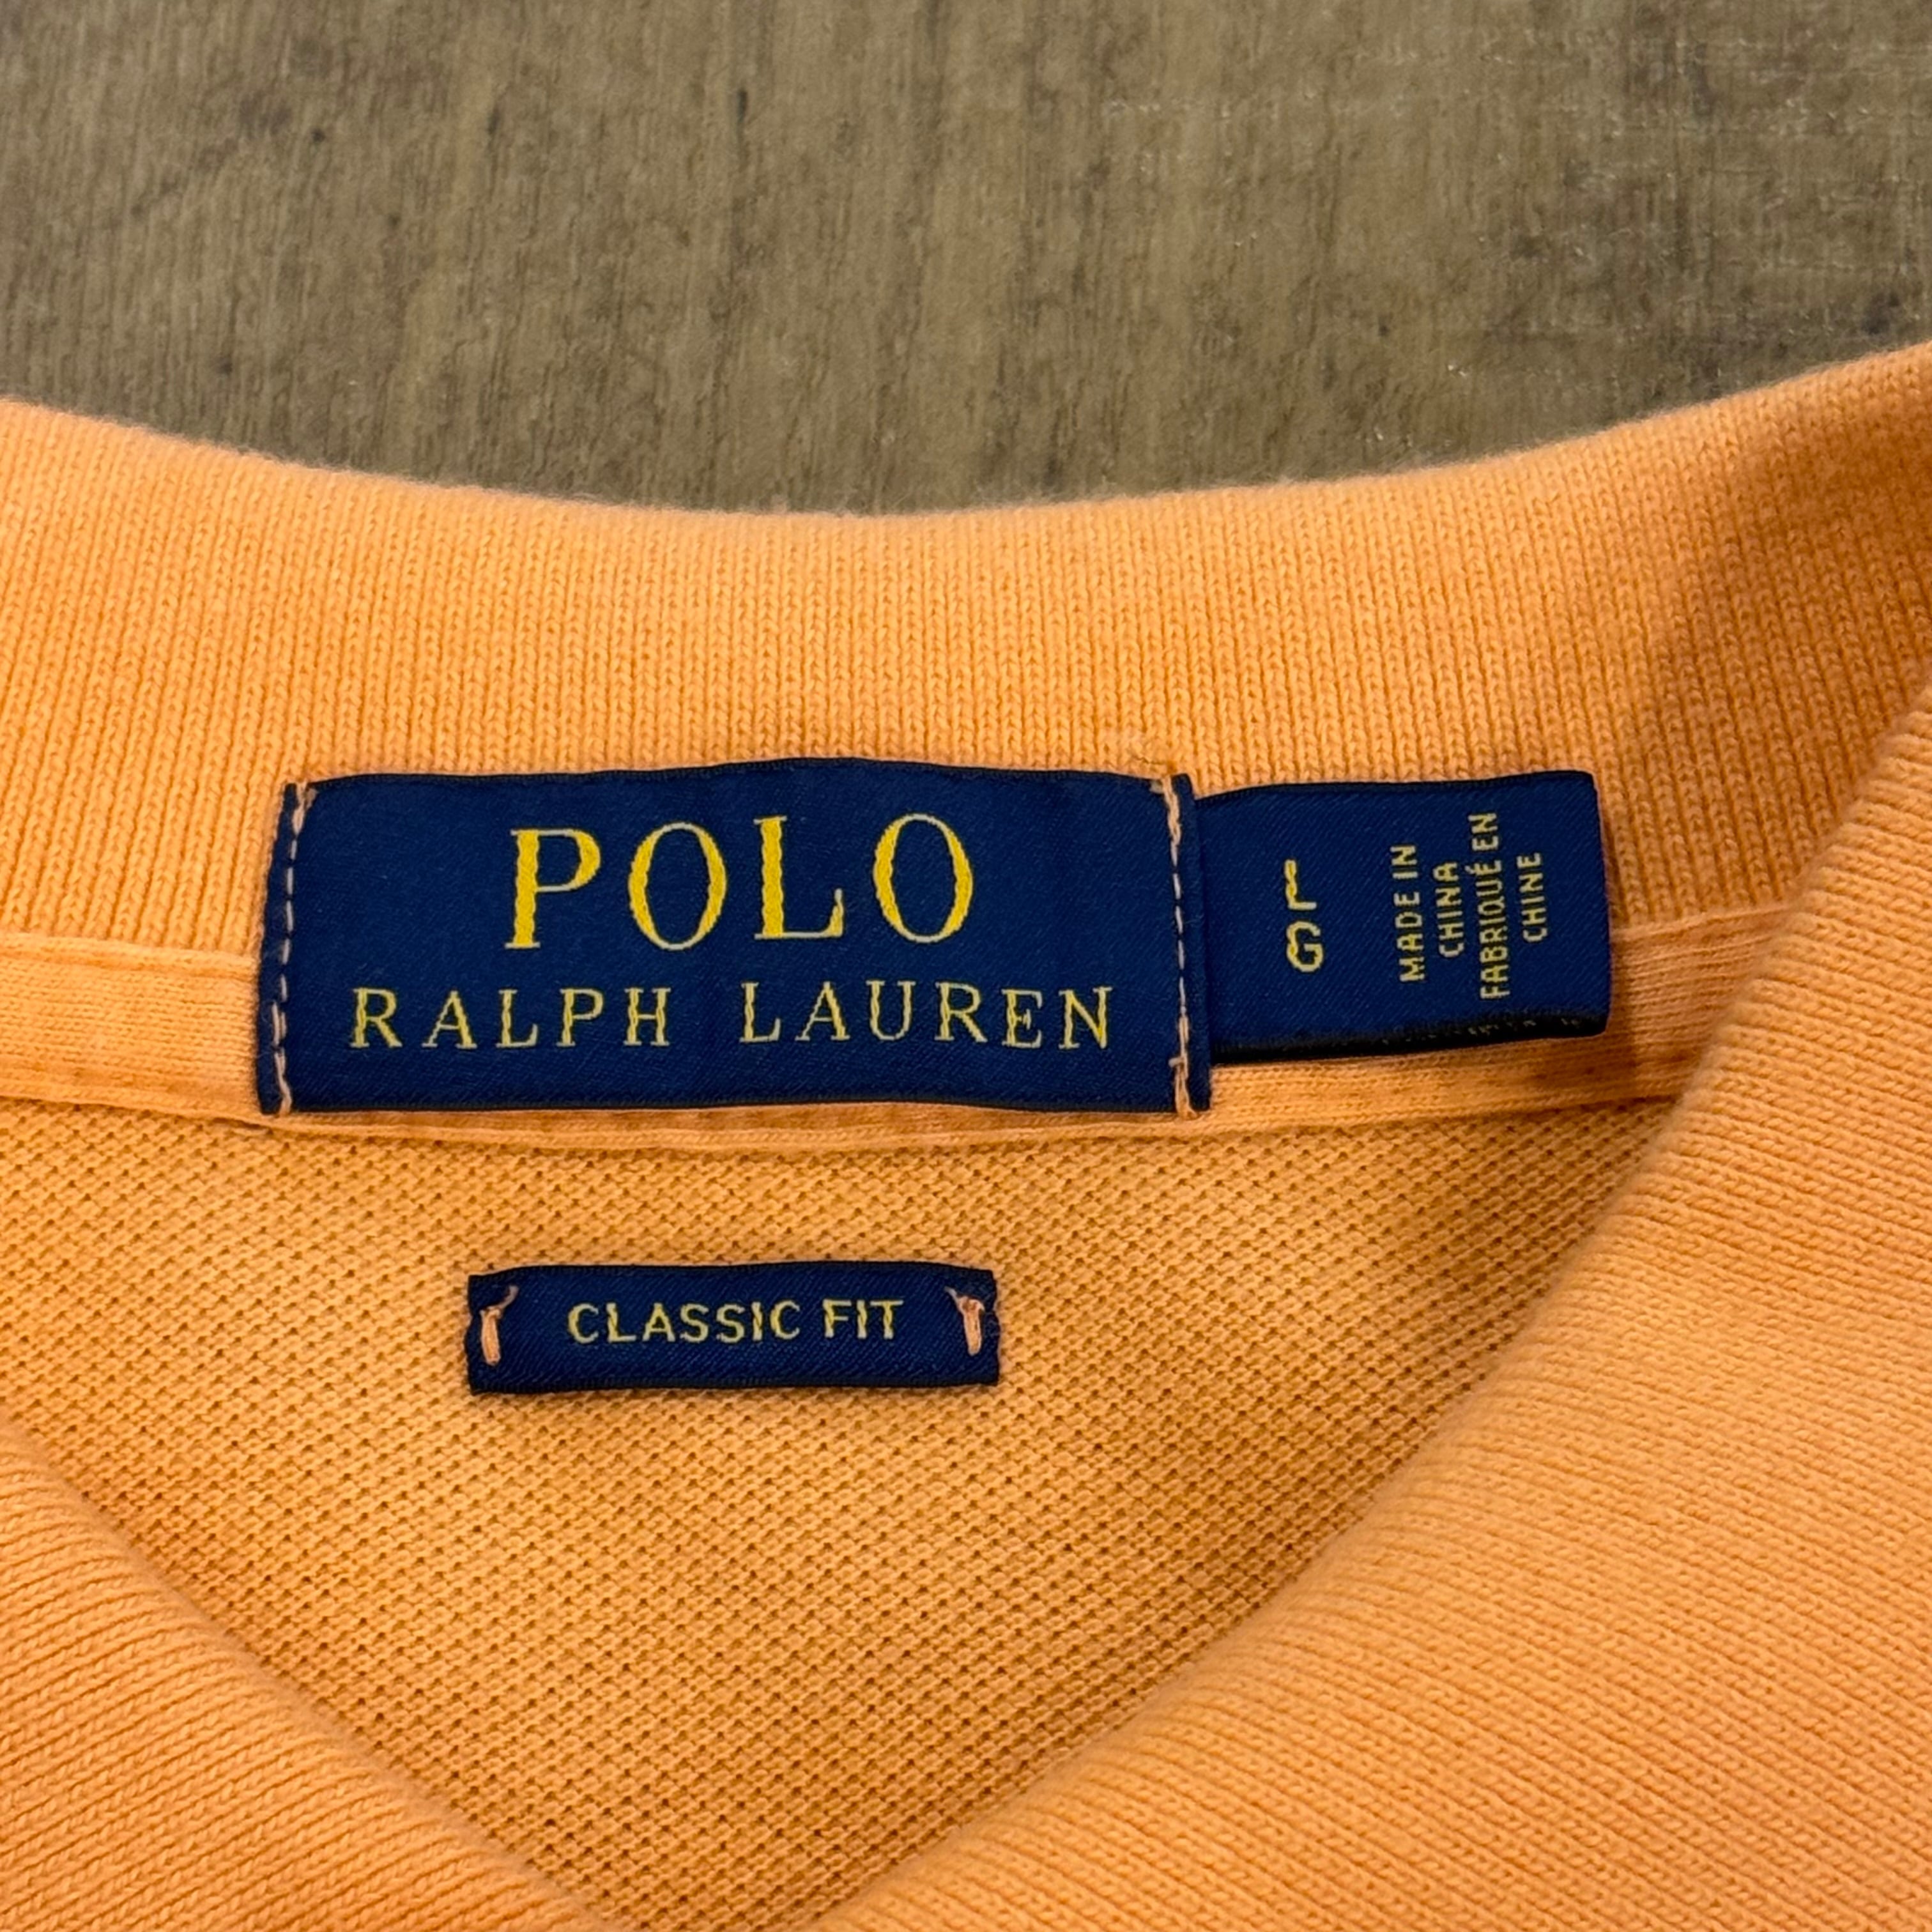 POLO
RALPH LAUREN
L G
MADE IN
CHINA
FABRIQUÉ EN
CHINE
CLASSIC FIT